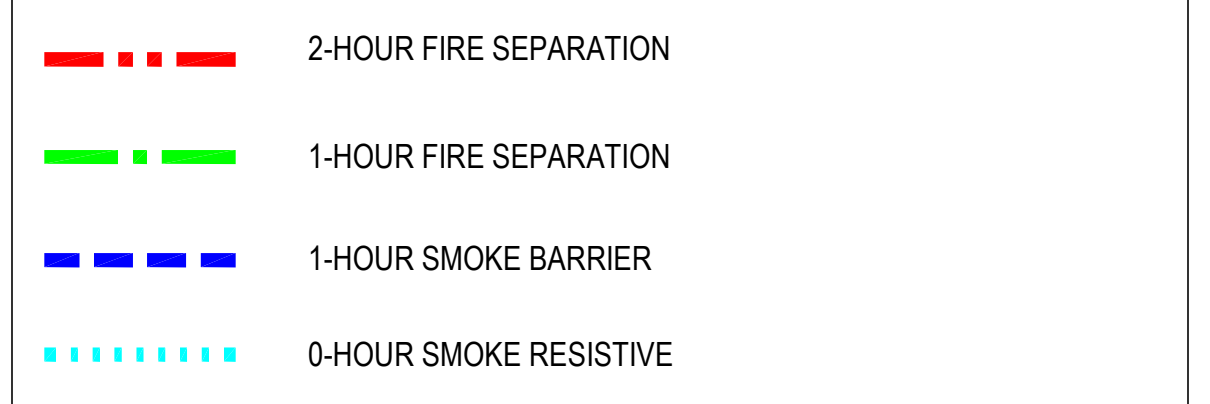 2-HOUR FIRE SEPARATION
1-HOUR FIRE SEPARATION
1-HOUR SMOKE BARRIER
0-HOUR SMOKE RESISTIVE